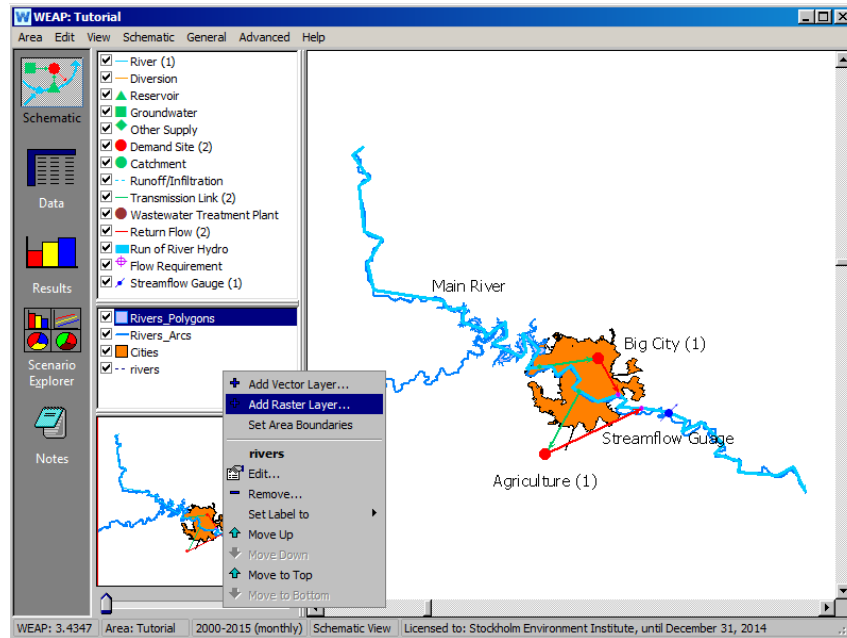 WEAP: Tutorial
Area Edit View Schematic General Advanced Help
Schematic
Data
Results
Scenario
Explorer
Notes
River (1)
Diversion
Reservoir
Groundwater
Other Supply
Demand Site (2)
Catchment
Runoff/Infiltration
Transmission Link (2)
Wastewater Treatment Plant
Return Flow (2)
Run of River Hydro
Flow Requirement
Streamflow Gauge (1)
Rivers_Polygons
Rivers_Arcs
Cities
rivers
Add Vector Layer...
Add Raster Layer...
Set Area Boundaries
rivers
Edit...
Remove...
Set Label to
Move Up
Move Down
Move to Top
Move to Bottom
Main River
Big City (1)
Streamflow Guage
Agriculture (1)
WEAP: 3.4347 Area: Tutorial 2000-2015 (monthly) Schematic View Licensed to: Stockholm Environment Institute, until December 31, 2014